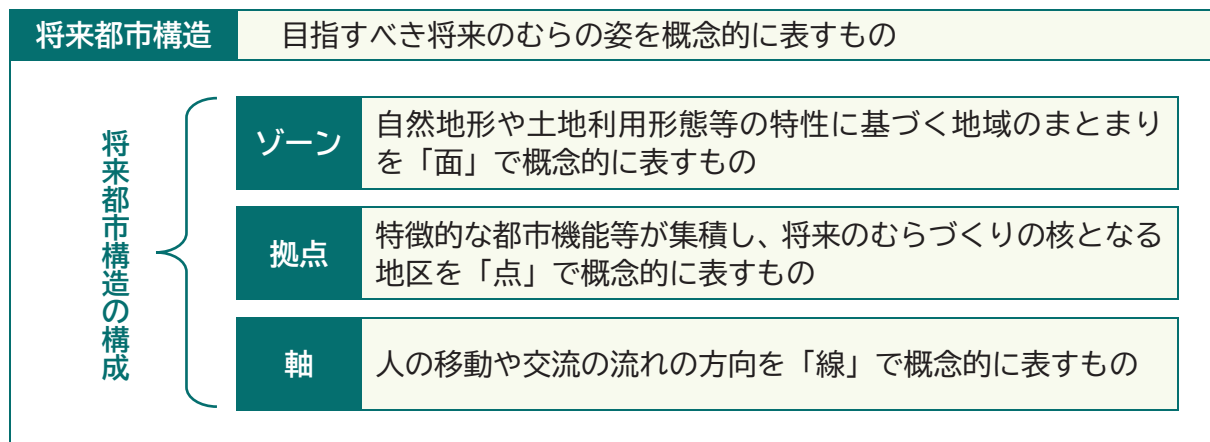 将来都市構造
目指すべき将来のむらの姿を概念的に表すもの
将来都市構造の構成
ゾーン
自然地形や土地利用形態等の特性に基づく地域のまとまり
を「面」で概念的に表すもの
拠点
特徴的な都市機能等が集積し、将来のむらづくりの核となる
地区を「点」で概念的に表すもの
軸
人の移動や交流の流れの方向を「線」で概念的に表すもの